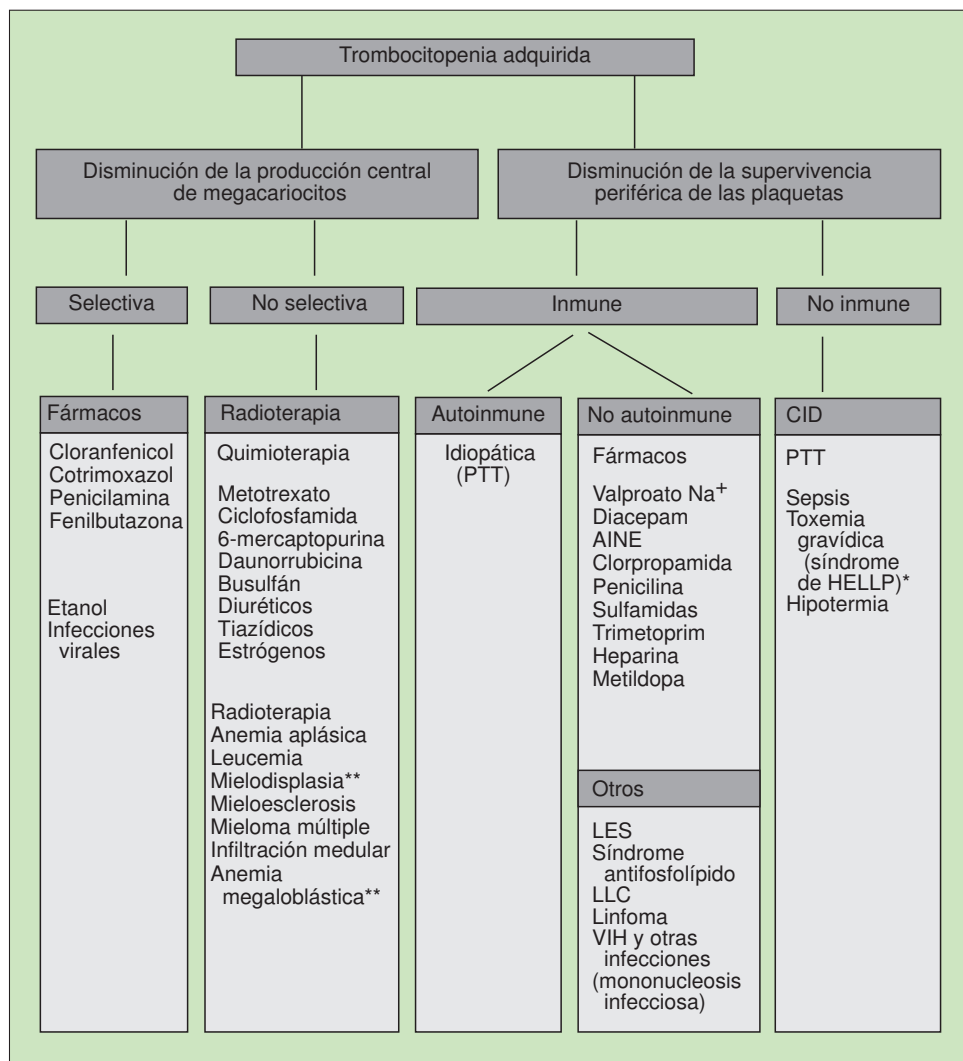 Trombocitopenia adquirida
Disminución de la producción central
de megacariocitos
Disminución de la supervivencia
periférica de las plaquetas
Selectiva
No selectiva
Inmune
No inmune
Fármacos
Cloranfenicol
Cotrimoxazol
Penicilamina
Fenilbutazona
Etanol
Infecciones
virales
Radioterapia
Quimioterapia
Metotrexato
Ciclofosfamida
6-mercaptopurina
Daunorrubicina
Busulfán
Diuréticos
Tiazídicos
Estrógenos
Radioterapia
Anemia aplásica
Leucemia
Mielodisplasia**
Mieloesclerosis
Mieloma múltiple
Infiltración medular
Anemia
megaloblástica**
Autoinmune
Idiopática
(PTT)
No autoinmune
Fármacos
Valproato Na+
Diacepam
AINE
Clorpropamida
Penicilina
Sulfamidas
Trimetoprim
Heparina
Metildopa
Otros
LES
Síndrome
antifosfolípido
LLC
Linfoma
VIH y otras
infecciones
(mononucleosis
infecciosa)
CID
PTT
Sepsis
Toxemia
gravídica
(síndrome
de HELLP)*
Hipotermia